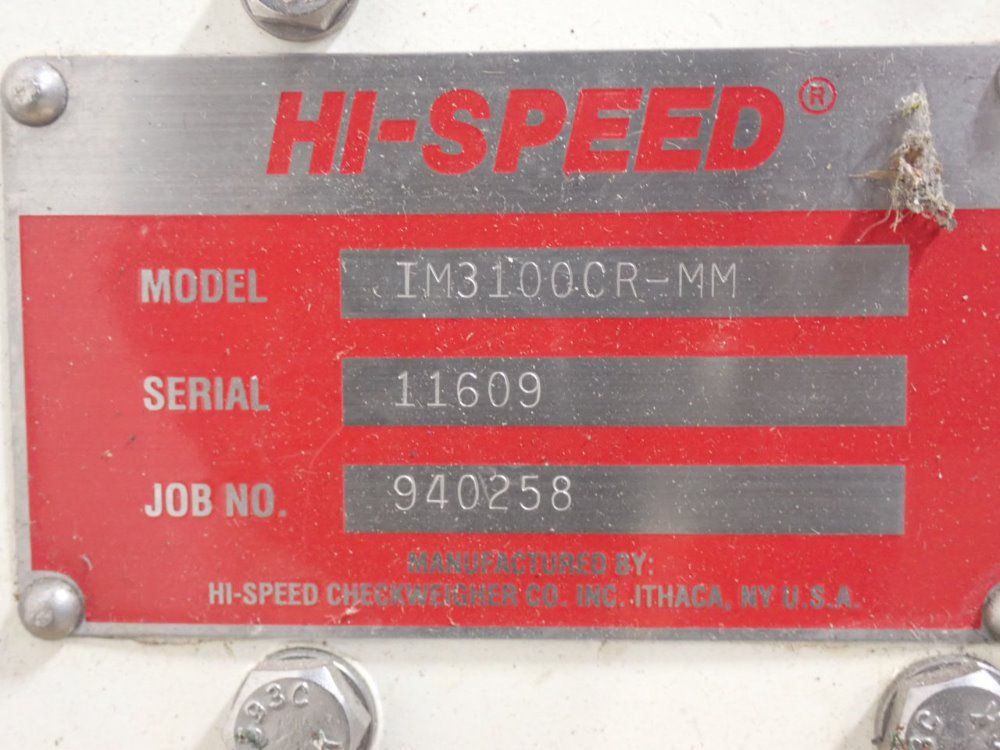 HI-SPEED®
MODEL IM3100CR-MM
SERIAL 11609
JOB NO. 940258
MANUFACTURED BY:
HI-SPEED CHECKWEIGHER CO. INC. ITHACA, NY U.S.A.
593C